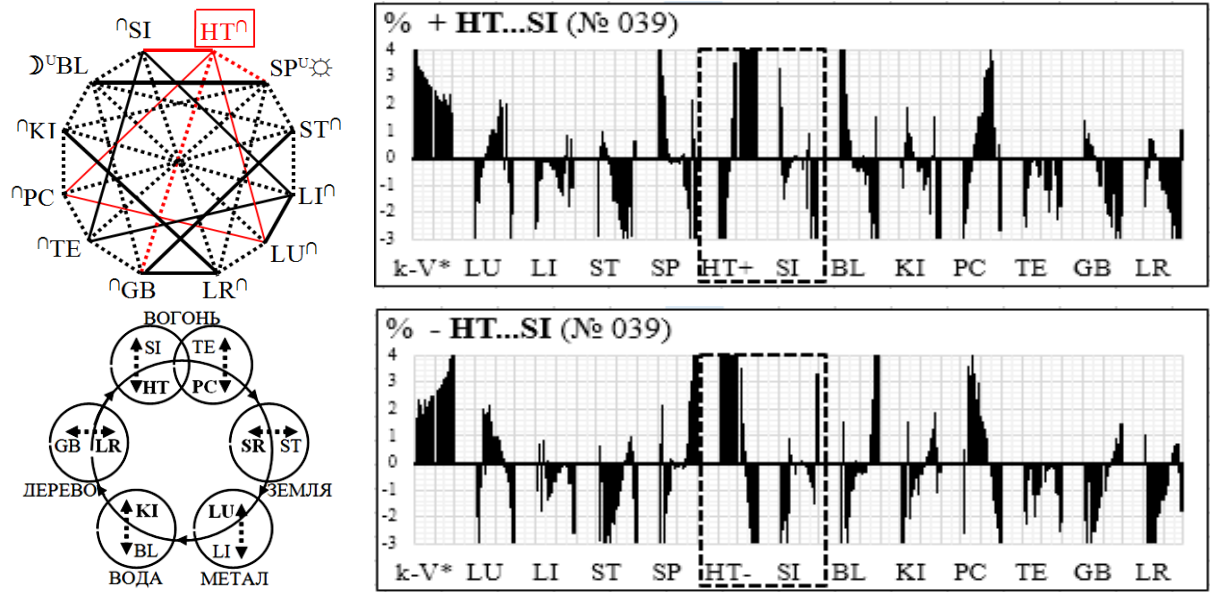 ∩SI HT∩
☽ᑌBL SPᑌ☼
∩KI ST∩
∩PC LI∩
∩TE LU∩
∩GB LR∩
ВОГОНЬ
SI TE
HT PC
GB LR SR ST
ДЕРЕВО ЗЕМЛЯ
KI LU
BL LI
ВОДА МЕТАЛ
% + HT...SI (№ 039)
4
3
2
1
0
-1
-2
-3
k-V* LU LI ST SP HT+ SI BL KI PC TE GB LR
% - HT...SI (№ 039)
4
3
2
1
0
-1
-2
-3
k-V* LU LI ST SP HT- SI BL KI PC TE GB LR